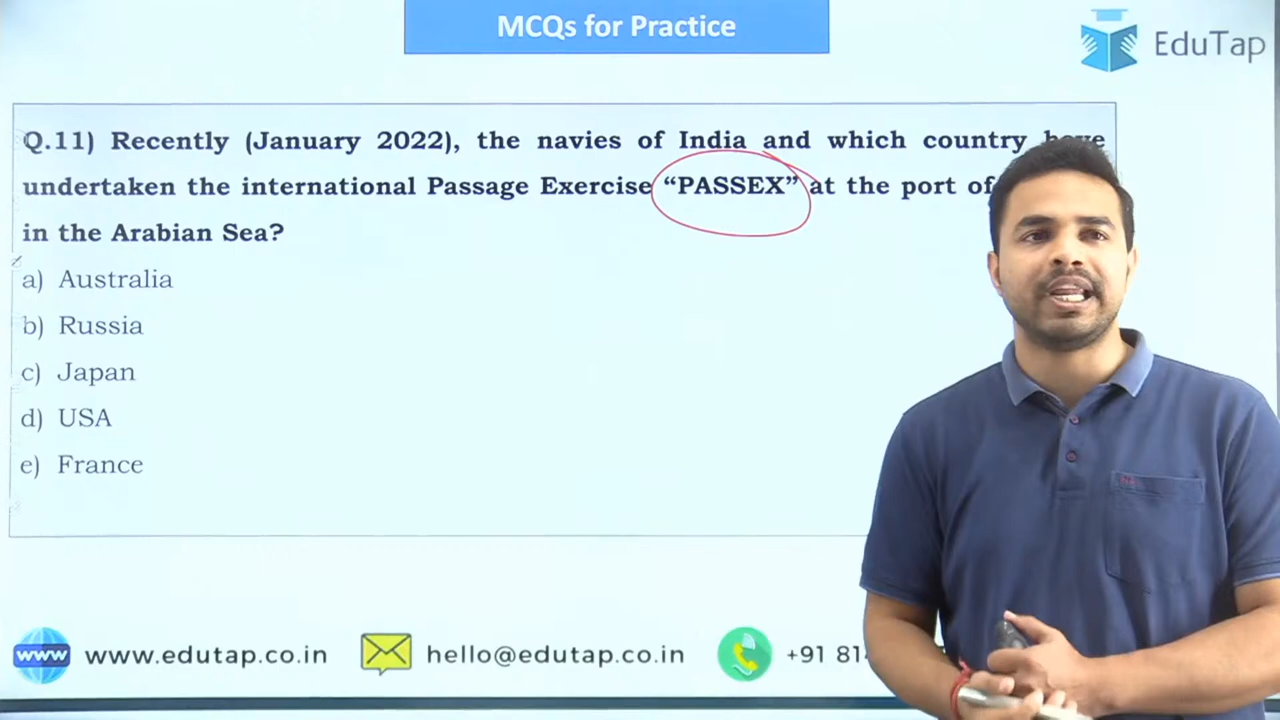 MCQs for Practice
EduTap
Q.11) Recently (January 2022), the navies of India and which country have
undertaken the international Passage Exercise “PASSEX” at the port of
in the Arabian Sea?
a) Australia
b) Russia
c) Japan
d) USA
e) France
www
www.edutap.co.in
hello@edutap.co.in
+91 81